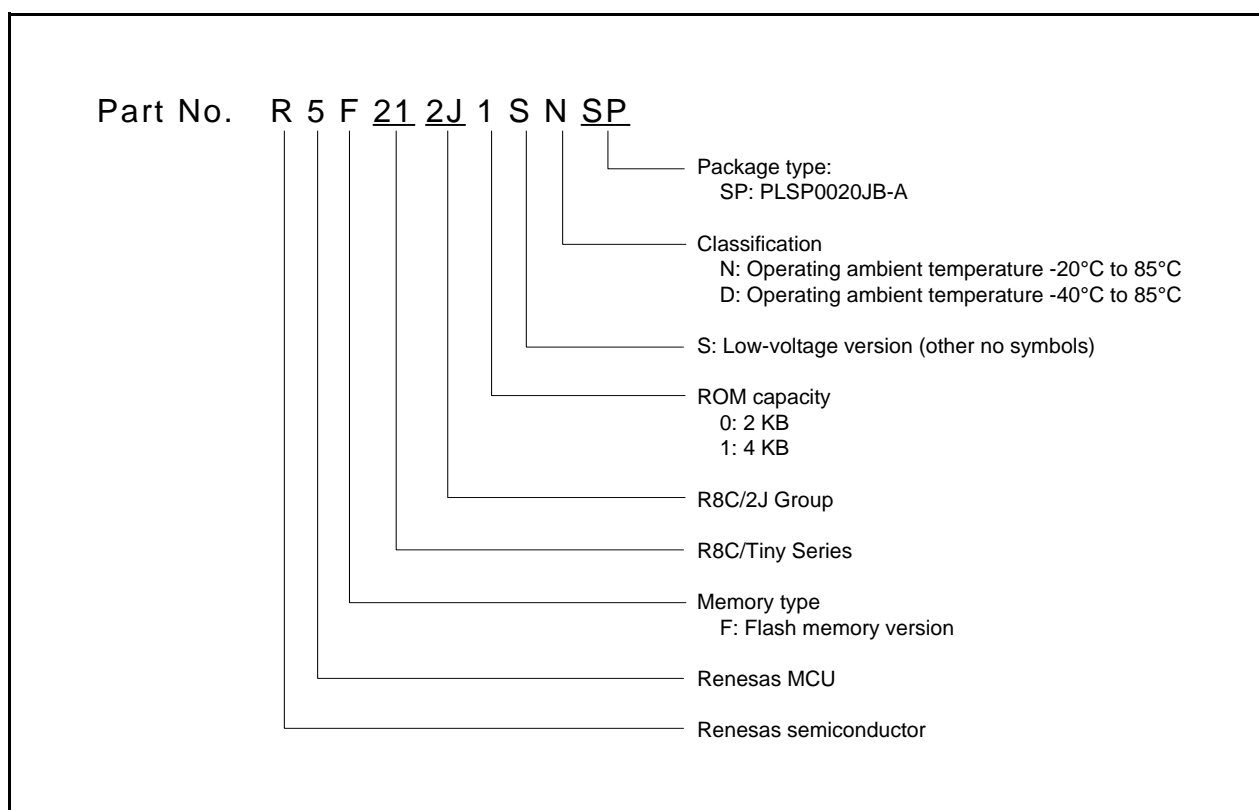 Part No. R 5 F 21 2J 1 S N SP
Package type:
SP: PLSP0020JB-A
Classification
N: Operating ambient temperature -20°C to 85°C
D: Operating ambient temperature -40°C to 85°C
S: Low-voltage version (other no symbols)
ROM capacity
0: 2 KB
1: 4 KB
R8C/2J Group
R8C/Tiny Series
Memory type
F: Flash memory version
Renesas MCU
Renesas semiconductor